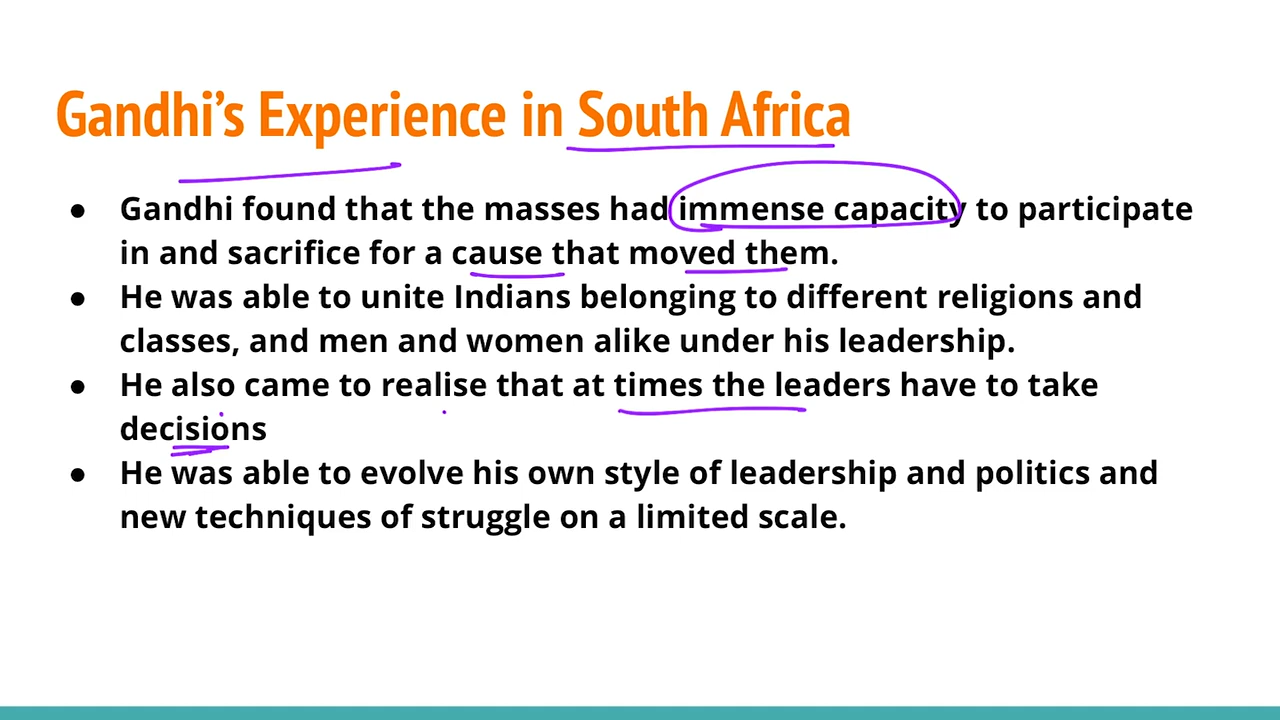 Gandhi’s Experience in South Africa
● Gandhi found that the masses had immense capacity to participate
in and sacrifice for a cause that moved them.
● He was able to unite Indians belonging to different religions and
classes, and men and women alike under his leadership.
● He also came to realise that at times the leaders have to take
decisions
● He was able to evolve his own style of leadership and politics and
new techniques of struggle on a limited scale.